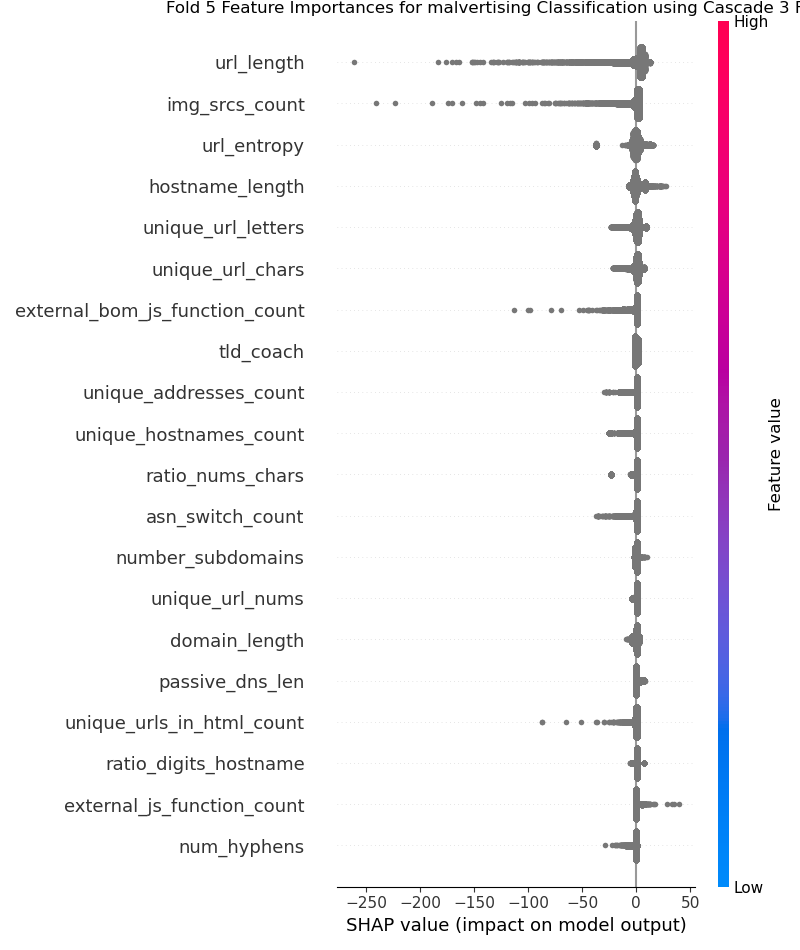 Fold 5 Feature Importances for malvertising Classification using Cascade 3 F
High
url_length
img_srcs_count
url_entropy
hostname_length
unique_url_letters
unique_url_chars
external_bom_js_function_count
tld_coach
unique_addresses_count
unique_hostnames_count
ratio_nums_chars
asn_switch_count
number_subdomains
unique_url_nums
domain_length
passive_dns_len
unique_urls_in_html_count
ratio_digits_hostname
external_js_function_count
num_hyphens
Feature value
Low
−250 −200 −150 −100 −50 0 50
SHAP value (impact on model output)